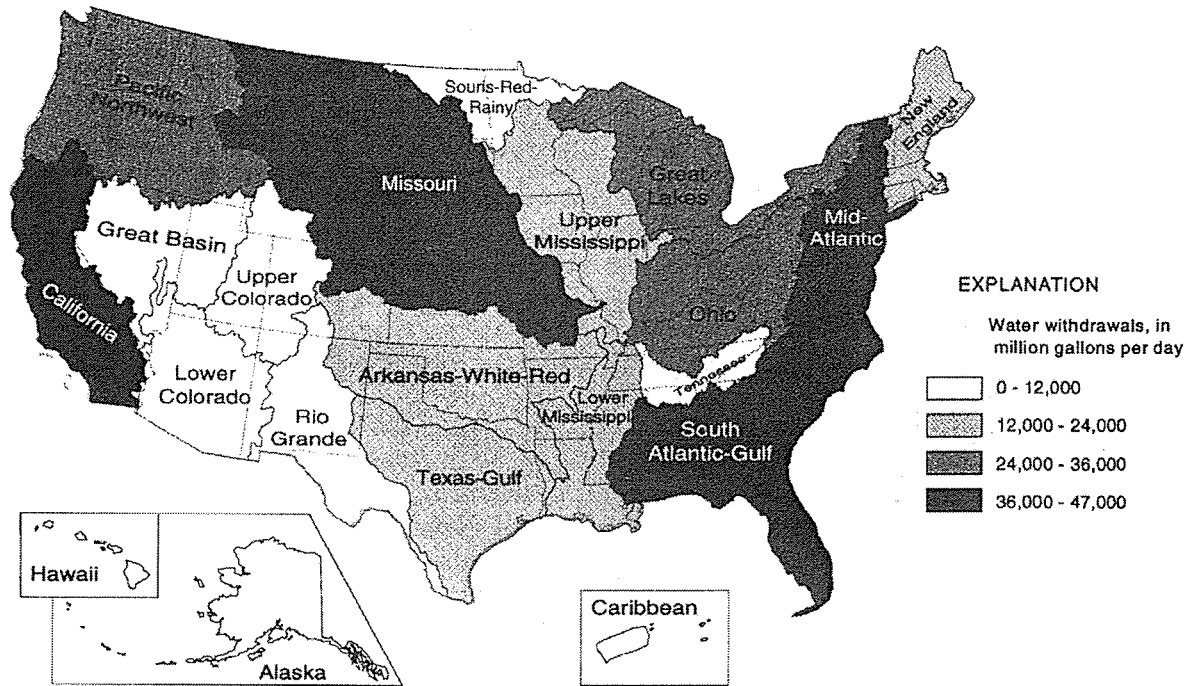 Souris-Red-
Rainy
Pacific
Northwest
New
England
Great
Lakes
Missouri
Upper
Mississippi
Mid-
Atlantic
Great Basin
Upper
Colorado
California
Ohio
Tennessee
Lower
Colorado
Arkansas-White-Red
Lower
Mississippi
Rio
Grande
South
Atlantic-Gulf
Texas-Gulf
EXPLANATION
Water withdrawals, in
million gallons per day
0 - 12,000
12,000 - 24,000
24,000 - 36,000
36,000 - 47,000
Hawaii
Alaska
Caribbean